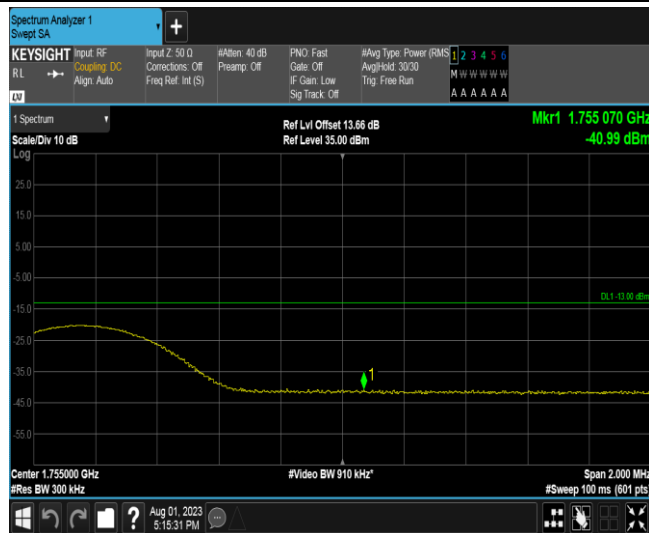 Spectrum Analyzer 1
Swept SA
+
KEYSIGHT
RL
LXI
Input: RF
Coupling: DC
Align: Auto
Input Z: 50 Ω
Corrections: Off
Freq Ref: Int (S)
#Atten: 40 dB
Preamp: Off
PNO: Fast
Gate: Off
IF Gain: Low
Sig Track: Off
#Avg Type: Power (RMS
Avg|Hold: 30/30
Trig: Free Run
1 2 3 4 5 6
M W W W W W
A A A A A A
1 Spectrum
Scale/Div 10 dB
Log
Ref Lvl Offset 13.66 dB
Ref Level 35.00 dBm
Mkr1 1.755 070 GHz
-40.99 dBm
25.0
15.0
5.00
-5.00
DL1 -13.00 dBm
-15.0
-25.0
-35.0
1
-45.0
-55.0
Center 1.755000 GHz
#Res BW 300 kHz
#Video BW 910 kHz*
Span 2.000 MHz
#Sweep 100 ms (601 pts)
?
Aug 01, 2023
5:15:31 PM